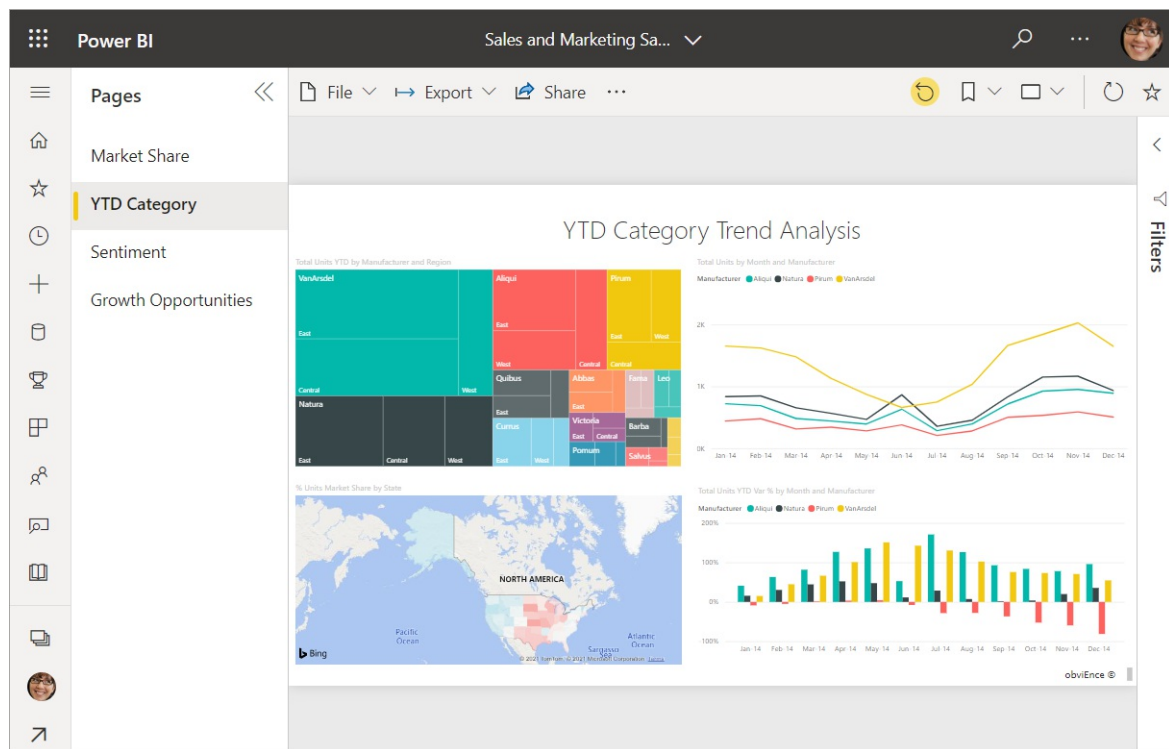 Power BI
Sales and Marketing Sa...
Pages
File
Export
Share
Market Share
YTD Category
Sentiment
Growth Opportunities
Filters
YTD Category Trend Analysis
Total Units YTD by Manufacturer and Region
VanArsdel
East
Central
West
Natura
East
Central
West
Aliqui
East
West
Central
Pirum
East
West
Central
Quibus
East
Currus
East
West
Abbas
East
Victoria
East
Central
Pomum
Fama
Leo
Barba
Salvus
Total Units by Month and Manufacturer
Manufacturer Aliqui Natura Pirum VanArsdel
2K
1K
0K
Jan-14 Feb-14 Mar-14 Apr-14 May-14 Jun-14 Jul-14 Aug-14 Sep-14 Oct-14 Nov-14 Dec-14
% Units Market Share by State
NORTH AMERICA
Pacific
Ocean
Atlantic
Ocean
Sargasso
Sea
Bing
© 2021 TomTom, © 2021 Microsoft Corporation Terms
Total Units YTD Var % by Month and Manufacturer
Manufacturer Aliqui Natura Pirum VanArsdel
200%
100%
0%
100%
Jan-14 Feb-14 Mar-14 Apr-14 May-14 Jun-14 Jul-14 Aug-14 Sep-14 Oct-14 Nov-14 Dec-14
obviEnce ©